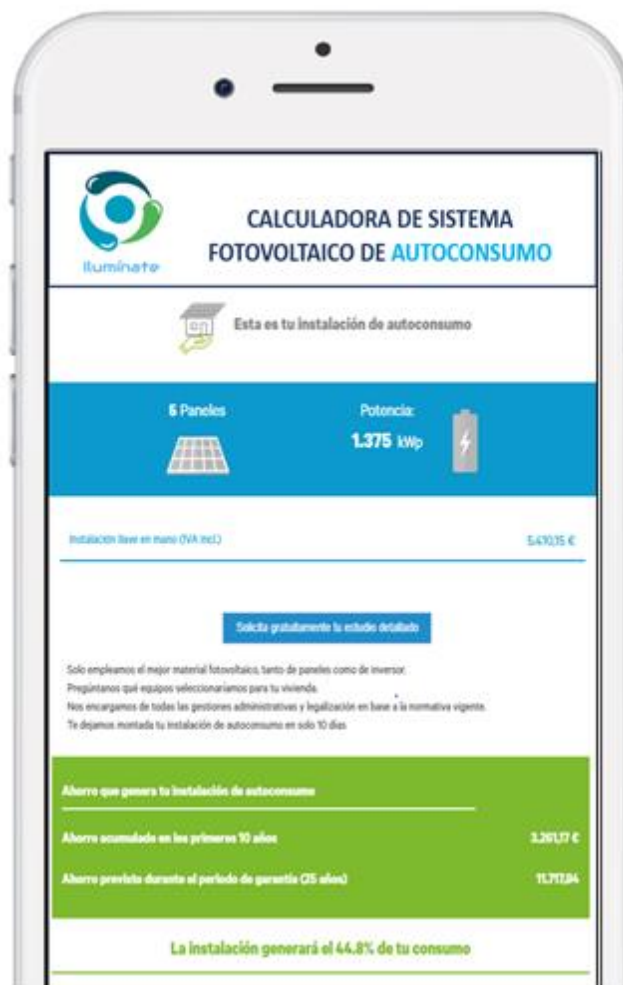 Ilumínate
CALCULADORA DE SISTEMA
FOTOVOLTAICO DE AUTOCONSUMO
Esta es tu instalación de autoconsumo
5 Paneles
Potencia:
1.375 kWp
Instalación llave en mano (IVA incl.)
5.470,15 €
Solicita gratuitamente tu estudio detallado
Solo empleamos el mejor material fotovoltaico, tanto de paneles como de inversor.
Pregúntanos qué equipos seleccionaríamos para tu vivienda.
Nos encargamos de todas las gestiones administrativas y legalización en base a la normativa vigente.
Te dejamos montada tu instalación de autoconsumo en solo 10 días
Ahorro que genera tu instalación de autoconsumo
Ahorro acumulado en los primeros 10 años
3.261,17 €
Ahorro previsto durante el periodo de garantía (25 años)
11.717,84
La instalación generará el 44.8% de tu consumo